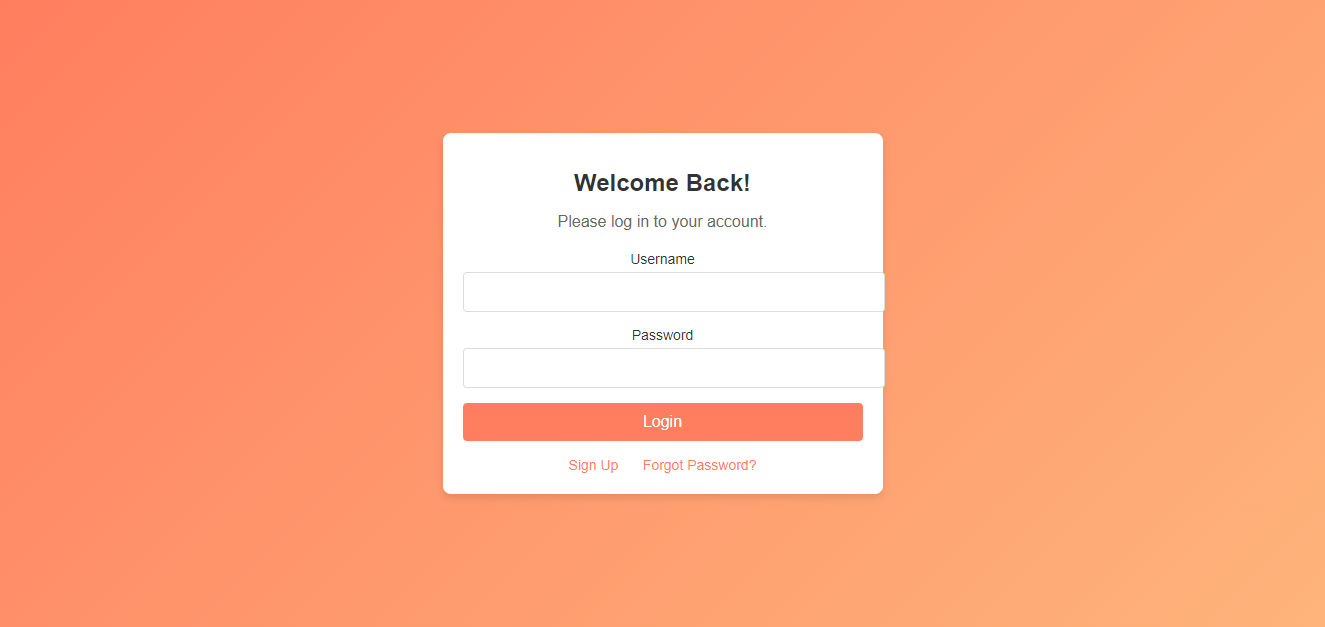 Welcome Back!
Please log in to your account.
Username
Password
Login
Sign Up Forgot Password?